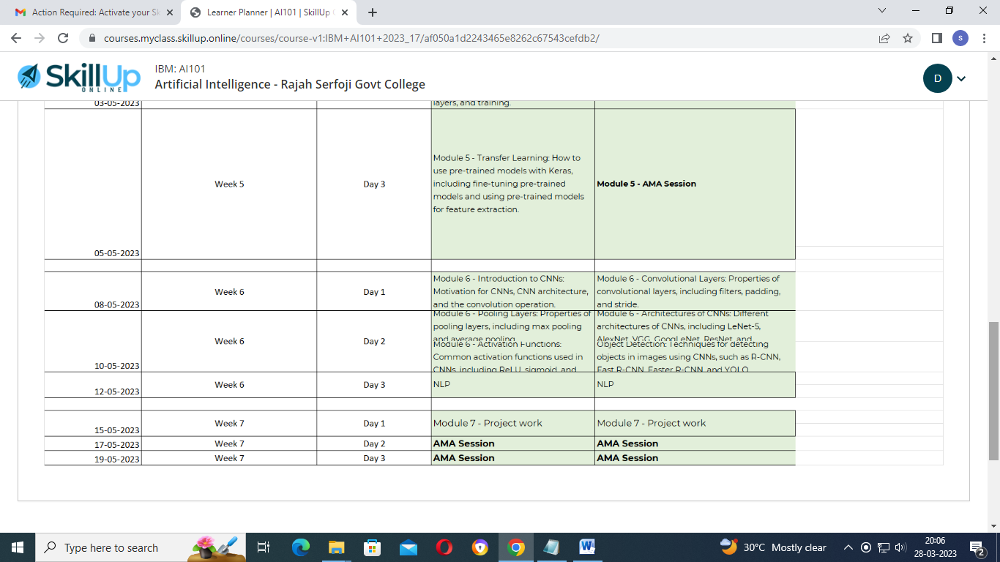 Action Required: Activate your Sk
Learner Planner | AI101 | SkillUp
courses.myclass.skillup.online/courses/course-v1:IBM+AI101+2023_17/af050a1d2243465e8262c67543cefdb2/
S
SkillUp
ONLINE
IBM: AI101
Artificial Intelligence - Rajah Serfoji Govt College
D
03-05-2023
layers, and training.
05-05-2023
Week 5
Day 3
Module 5 - Transfer Learning: How to
use pre-trained models with Keras,
including fine-tuning pre-trained
models and using pre-trained models
for feature extraction.
Module 5 - AMA Session
08-05-2023
Week 6
Day 1
Module 6 - Introduction to CNNs:
Motivation for CNNs, CNN architecture,
and the convolution operation.
Module 6 - Convolutional Layers: Properties of
convolutional layers, including filters, padding,
and stride.
10-05-2023
Week 6
Day 2
Module 6 - Pooling Layers: Properties of
pooling layers, including max pooling
and average pooling.
Module 6 - Activation Functions:
Common activation functions used in
CNNs, including ReLU, sigmoid, and
Module 6 - Architectures of CNNs: Different
architectures of CNNs, including LeNet-5,
AlexNet, VGG, GoogLeNet, ResNet, and
Object Detection: Techniques for detecting
objects in images using CNNs, such as R-CNN,
Fast R-CNN, Faster R-CNN, and YOLO.
12-05-2023
Week 6
Day 3
NLP
NLP
15-05-2023
Week 7
Day 1
Module 7 - Project work
Module 7 - Project work
17-05-2023
Week 7
Day 2
AMA Session
AMA Session
19-05-2023
Week 7
Day 3
AMA Session
AMA Session
Type here to search
30°C Mostly clear
20:06
28-03-2023
2